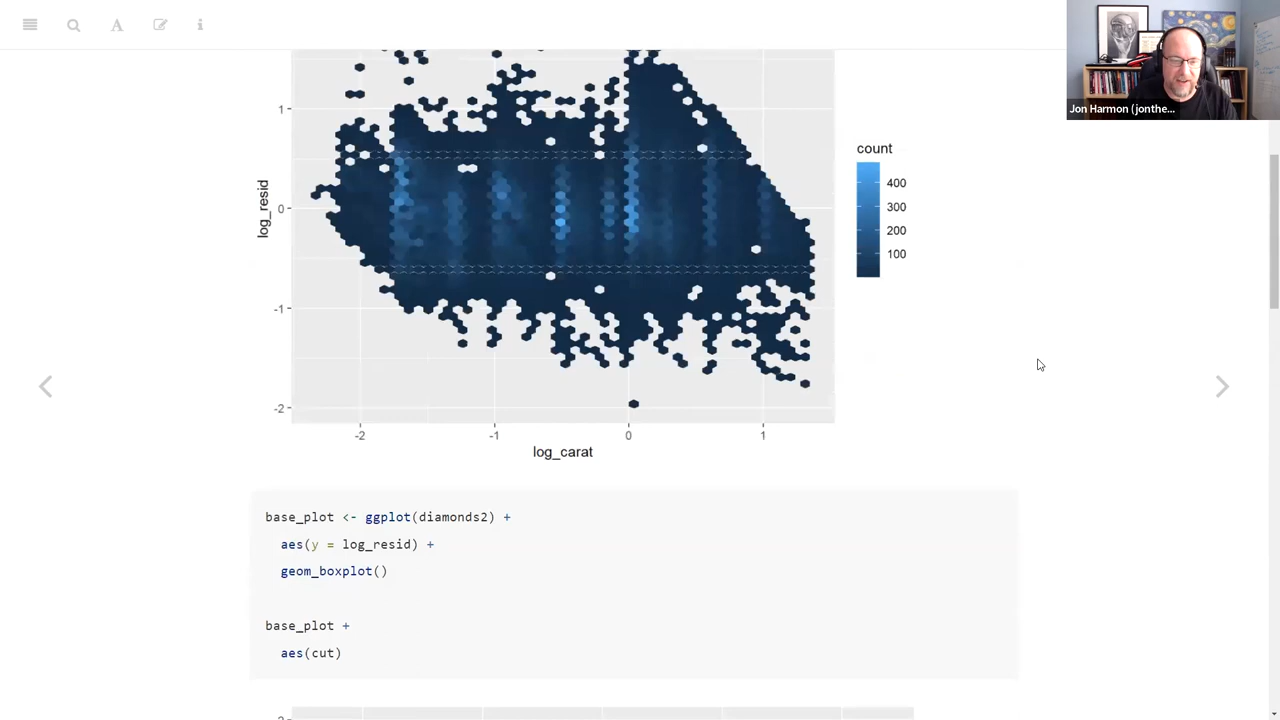 Jon Harmon (jonthe...
1
0
-1
-2
log_resid
-2
-1
0
1
log_carat
count
400
300
200
100
base_plot <- ggplot(diamonds2) +
aes(y = log_resid) +
geom_boxplot()
base_plot +
aes(cut)